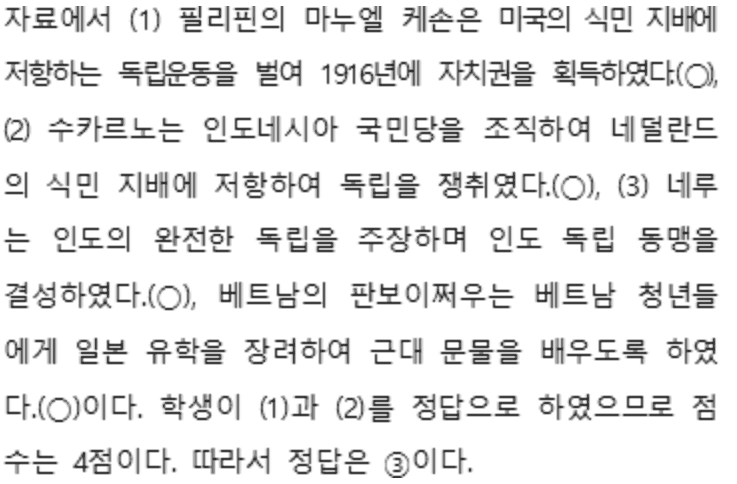 자료에서 (1) 필리핀의 마누엘 케손은 미국의 식민 지배에
저항하는 독립운동을 벌여 1916년에 자치권을 획득하였다.(○),
(2) 수카르노는 인도네시아 국민당을 조직하여 네덜란드
의 식민 지배에 저항하여 독립을 쟁취였다.(○), (3) 네루
는 인도의 완전한 독립을 주장하며 인도 독립 동맹을
결성하였다.(○), 베트남의 판보이쩌우는 베트남 청년들
에게 일본 유학을 장려하여 근대 문물을 배우도록 하였
다.(○)이다. 학생이 (1)과 (2)를 정답으로 하였으므로 점
수는 4점이다. 따라서 정답은 ③이다.